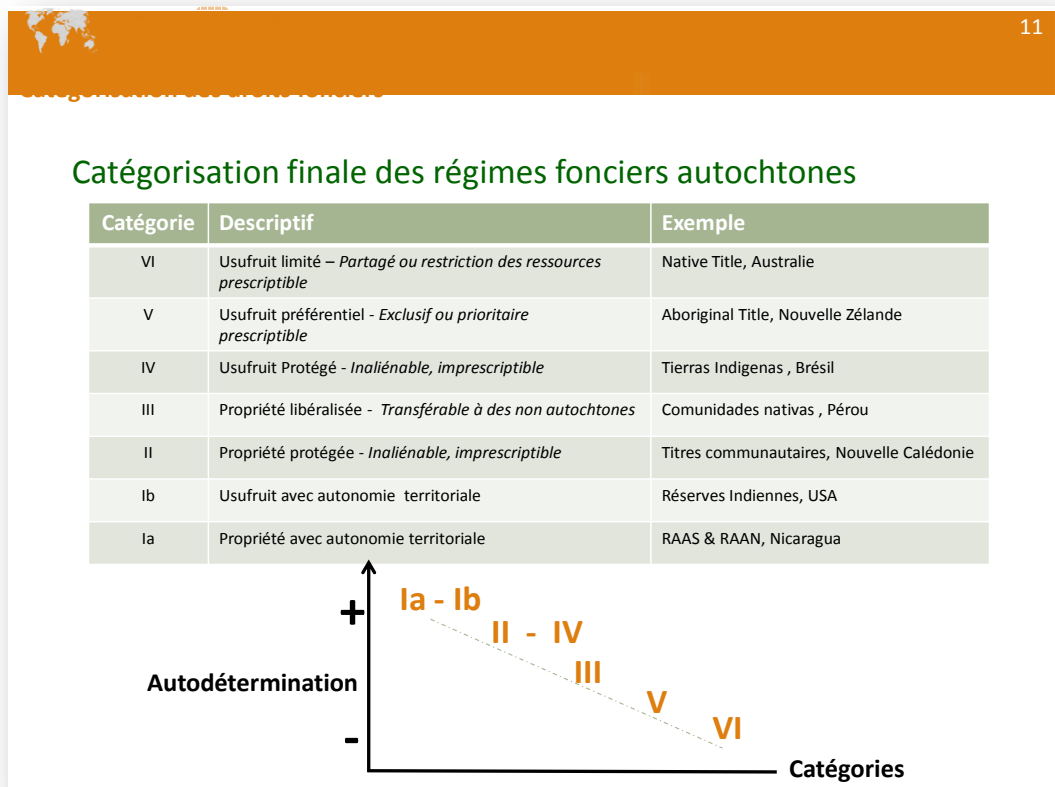 11
Catégorisation des droits fonciers
Catégorisation finale des régimes fonciers autochtones
Catégorie Descriptif Exemple
VI Usufruit limité – Partagé ou restriction des ressources Native Title, Australie
prescriptible
V Usufruit préférentiel - Exclusif ou prioritaire Aboriginal Title, Nouvelle Zélande
prescriptible
IV Usufruit Protégé - Inaliénable, imprescriptible Tierras Indigenas , Brésil
III Propriété libéralisée - Transférable à des non autochtones Comunidades nativas , Pérou
II Propriété protégée - Inaliénable, imprescriptible Titres communautaires, Nouvelle Calédonie
Ib Usufruit avec autonomie territoriale Réserves Indiennes, USA
Ia Propriété avec autonomie territoriale RAAS & RAAN, Nicaragua
+
Ia - Ib
II - IV
III
Autodétermination
V
VI
-
Catégories